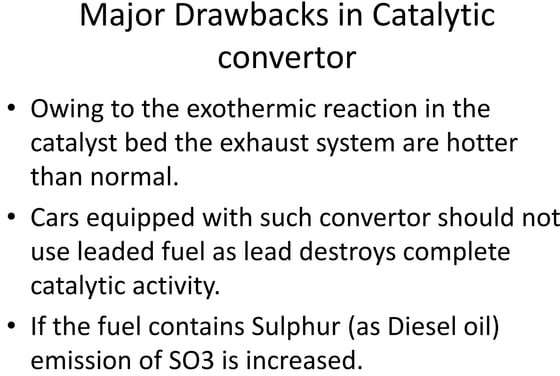 Major Drawbacks in Catalytic
convertor
• Owing to the exothermic reaction in the
catalyst bed the exhaust system are hotter
than normal.
• Cars equipped with such convertor should not
use leaded fuel as lead destroys complete
catalytic activity.
• If the fuel contains Sulphur (as Diesel oil)
emission of SO3 is increased.